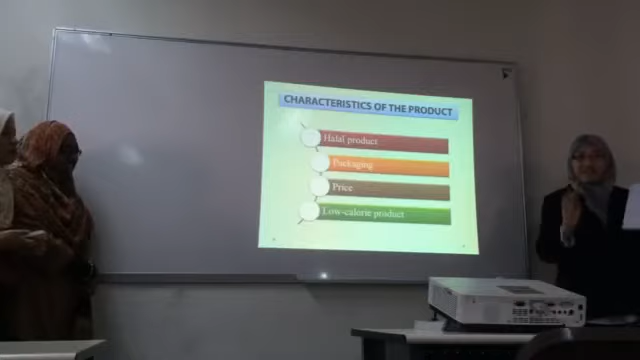 CHARACTERISTICS OF THE PRODUCT
Halal product
Packaging
Price
Low-calorie product